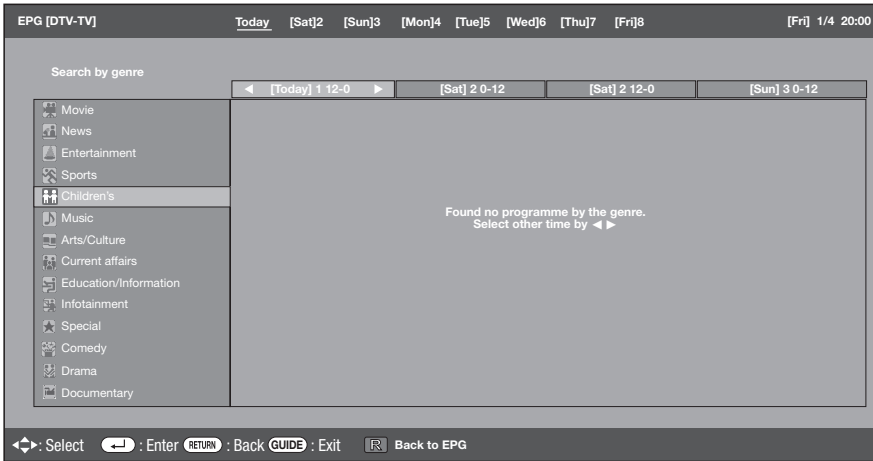 EPG [DTV-TV] Today [Sat]2 [Sun]3 [Mon]4 [Tue]5 [Wed]6 [Thu]7 [Fri]8 [Fri] 1/4 20:00
Search by genre
◀ [Today] 1 12-0 ▶ [Sat] 2 0-12 [Sat] 2 12-0 [Sun] 3 0-12
Movie
News
Entertainment
Sports
Children's
Music
Arts/Culture
Current affairs
Education/Information
Infotainment
Special
Comedy
Drama
Documentary
Found no programme by the genre.
Select other time by ◀ ▶
: Select : Enter RETURN : Back GUIDE : Exit R Back to EPG